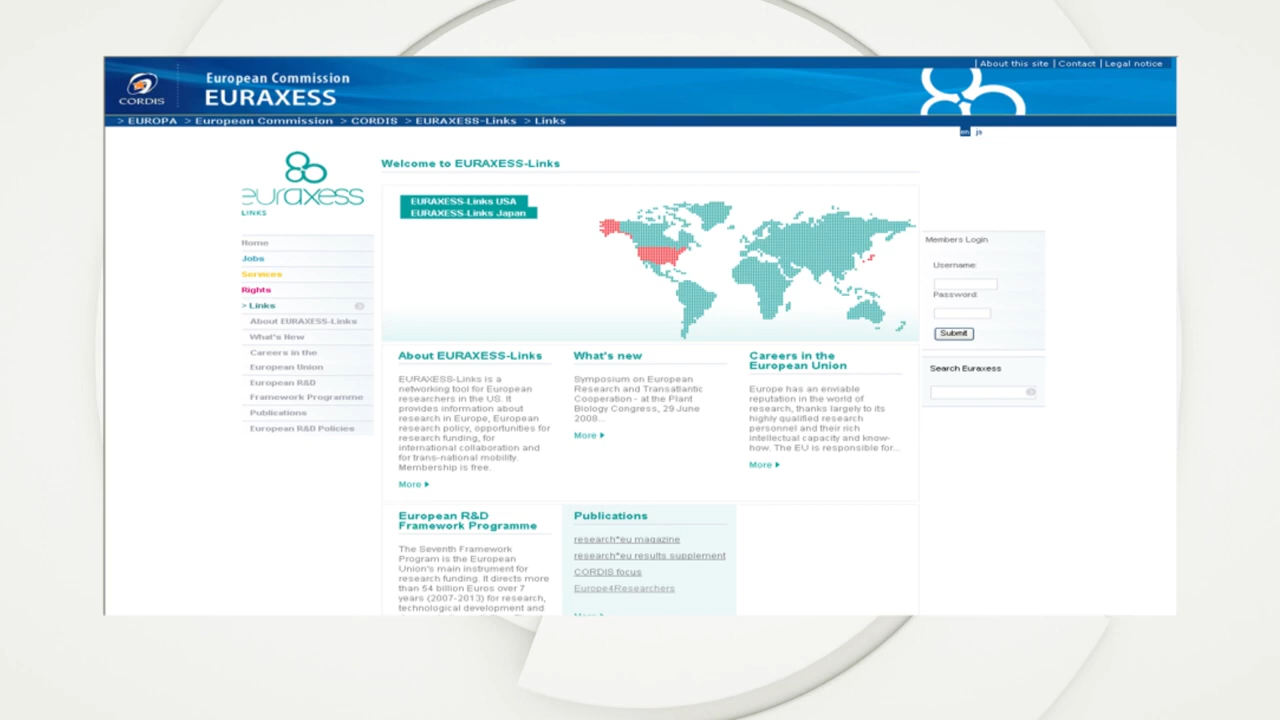 | About this site | Contact | Legal notice
CORDIS
European Commission
EURAXESS
> EUROPA > European Commission > CORDIS > EURAXESS-Links > Links
en ja
euraxess
LINKS
Home
Jobs
Services
Rights
> Links
About EURAXESS-Links
What's New
Careers in the
European Union
European R&D
Framework Programme
Publications
European R&D Policies
Welcome to EURAXESS-Links
EURAXESS-Links USA
EURAXESS-Links Japan
About EURAXESS-Links
EURAXESS-Links is a
networking tool for European
researchers in the US. It
provides information about
research in Europe, European
research policy, opportunities for
research funding, for
international collaboration and
for trans-national mobility.
Membership is free.
More
What's new
Symposium on European
Research and Transatlantic
Cooperation - at the Plant
Biology Congress, 29 June
2008...
More
Careers in the
European Union
Europe has an enviable
reputation in the world of
research, thanks largely to its
highly qualified research
personnel and their rich
intellectual capacity and know-
how. The EU is responsible for...
More
European R&D
Framework Programme
The Seventh Framework
Program is the European
Union's main instrument for
research funding. It directs more
than 54 billion Euros over 7
years (2007-2013) for research,
technological development and
Publications
research*eu magazine
research*eu results supplement
CORDIS focus
Europe4Researchers
Members Login
Username:
Password:
Submit
Search Euraxess